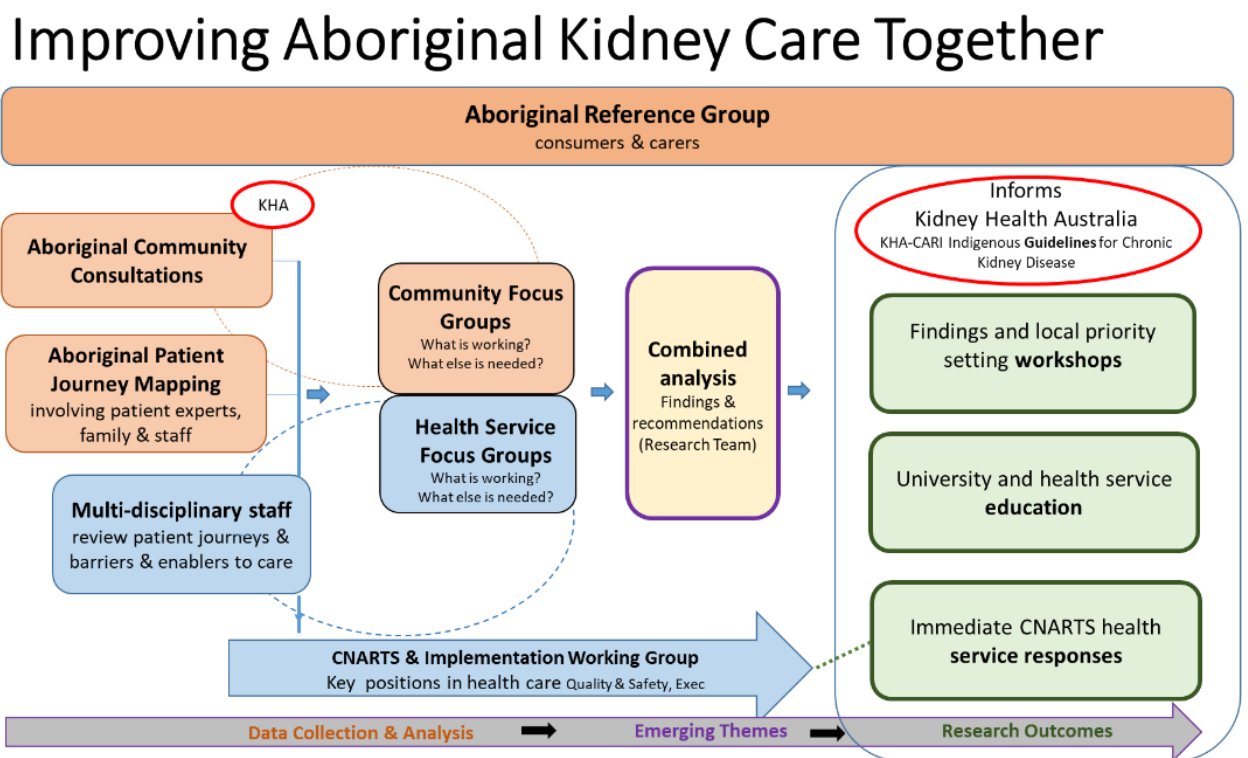 Improving Aboriginal Kidney Care Together
Aboriginal Reference Group
consumers & carers
KHA
Aboriginal Community
Consultations
Aboriginal Patient
Journey Mapping
involving patient experts,
family & staff
Multi-disciplinary staff
review patient journeys &
barriers & enablers to care
Community Focus
Groups
What is working?
What else is needed?
Health Service
Focus Groups
What is working?
What else is needed?
Combined
analysis
Findings &
recommendations
(Research Team)
Informs
Kidney Health Australia
KHA-CARI Indigenous Guidelines for Chronic
Kidney Disease
Findings and local priority
setting workshops
University and health service
education
Immediate CNARTS health
service responses
CNARTS & Implementation Working Group
Key positions in health care Quality & Safety, Exec
Data Collection & Analysis
Emerging Themes
Research Outcomes